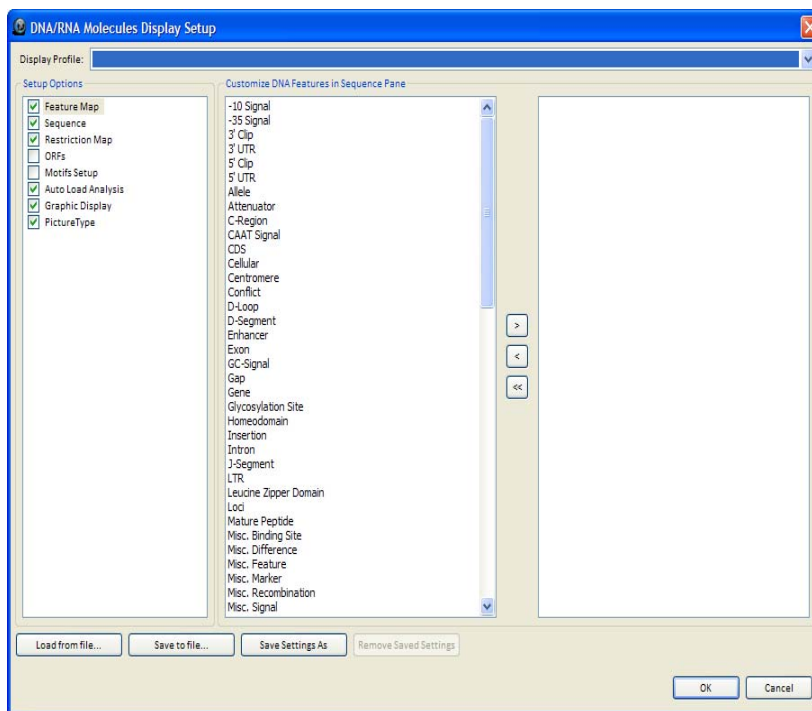 DNA/RNA Molecules Display Setup
Display Profile:
Setup Options
Feature Map
Sequence
Restriction Map
ORFs
Motifs Setup
Auto Load Analysis
Graphic Display
PictureType
Customize DNA Features in Sequence Pane
-10 Signal
-35 Signal
3' Clip
3' UTR
5' Clip
5' UTR
Allele
Attenuator
C-Region
CAAT Signal
CDS
Cellular
Centromere
Conflict
D-Loop
D-Segment
Enhancer
Exon
GC-Signal
Gap
Gene
Glycosylation Site
Homeodomain
Insertion
Intron
J-Segment
LTR
Leucine Zipper Domain
Loci
Mature Peptide
Misc. Binding Site
Misc. Difference
Misc. Feature
Misc. Marker
Misc. Recombination
Misc. Signal
>
<
<<
Load from file...
Save to file...
Save Settings As
Remove Saved Settings
OK
Cancel